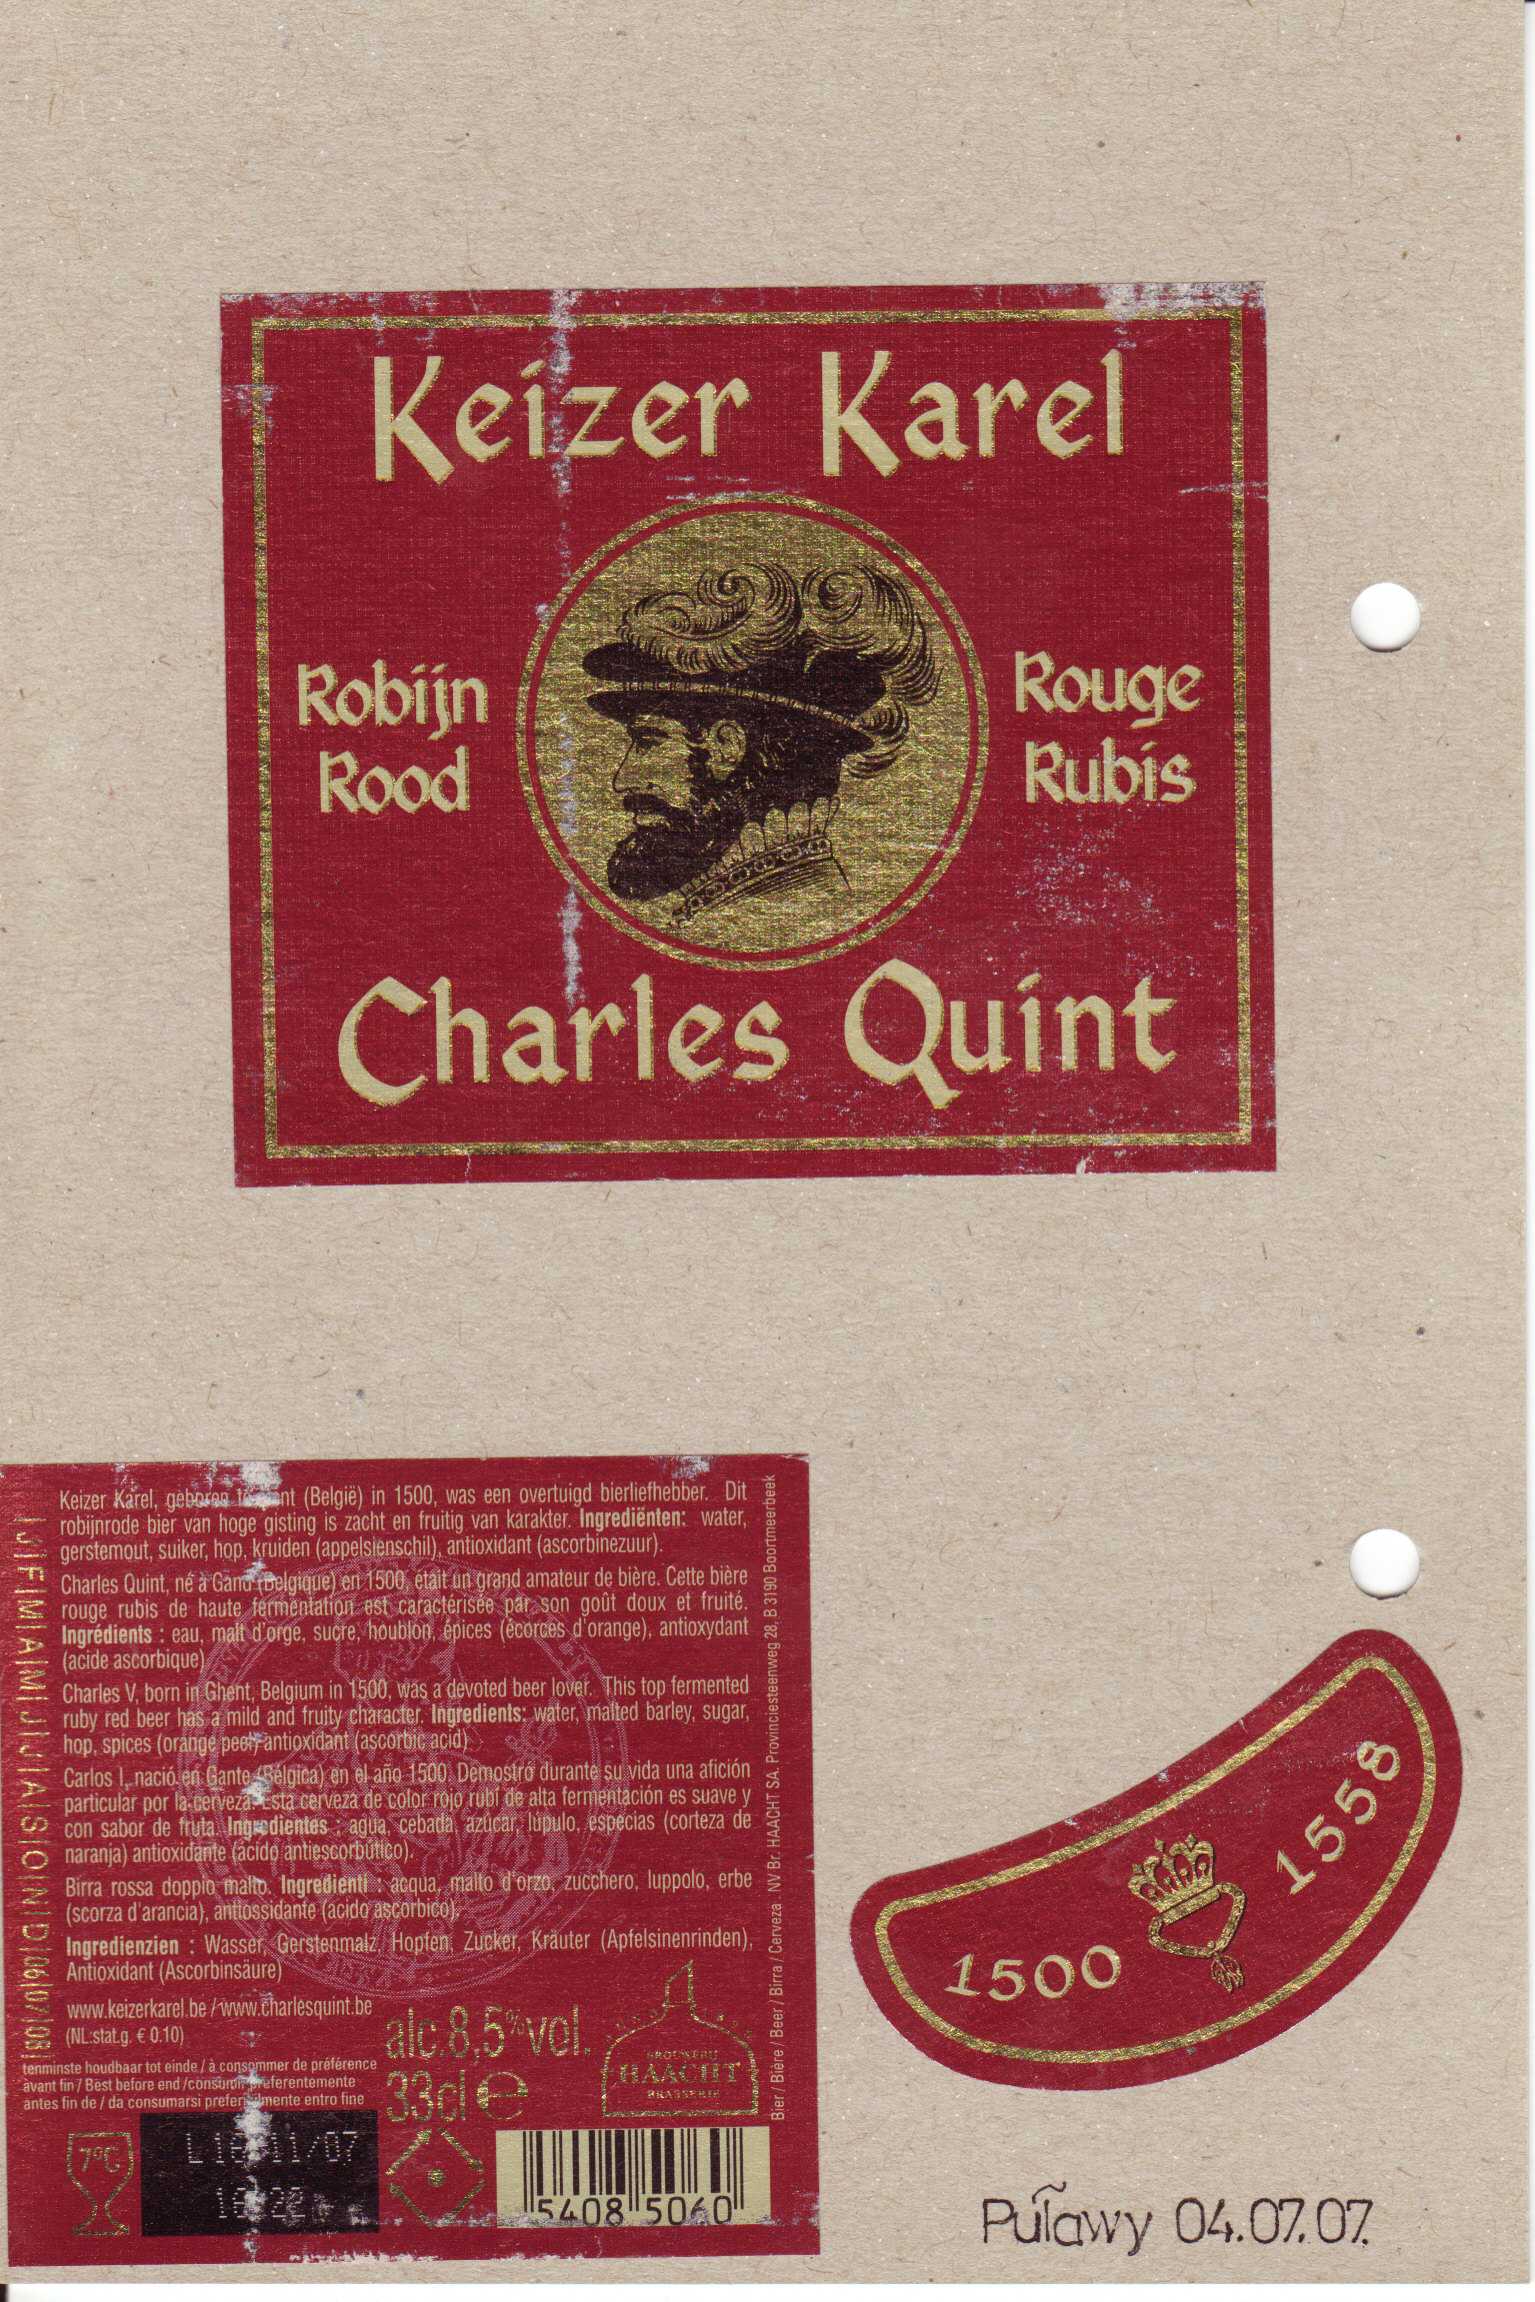 Keizer Karel
Robijn
Rood
Rouge
Rubis
Charles Quint
Keizer Karel, geboren nt (België) in 1500, was een overtuigd bierliefhebber. Dit
robijnrode bier van hoge gisting is zacht en fruitig van karakter. Ingrediënten: water,
gerstemout, suiker, hop, kruiden (appelsienschil), antioxidant (ascorbinezuur).
Charles Quint, né à Gand (Belgique) en 1500, était un grand amateur de bière. Cette bière
rouge rubis de haute fermentation est caractérisée par son goût doux et fruité.
Ingrédients : eau, malt d'orge, sucre, houblon, épices (écorces d'orange), antioxydant
(acide ascorbique)
Charles V, born in Ghent, Belgium in 1500, was a devoted beer lover. This top fermented
ruby red beer has a mild and fruity character. Ingredients: water, malted barley, sugar,
hop, spices (orange peel) antioxidant (ascorbic acid)
Carlos I, nació en Gante (Bélgica) en el año 1500. Demostró durante su vida una afición
particular por la cerveza. Esta cerveza de color rojo rubí de alta fermentación es suave y
con sabor de fruta. Ingredientes : agua, cebada, azúcar, lúpulo, especias (corteza de
naranja) antioxidante (ácido antiescorbútico).
Birra rossa doppio malto. Ingredienti : acqua, malto d'orzo, zucchero, luppolo, erbe
(scorza d'arancia), antiossidante (acido ascorbico).
Ingredienzien : Wasser, Gerstenmalz, Hopfen, Zucker, Kräuter (Apfelsinenrinden),
Antioxidant (Ascorbinsäure)
www.keizerkarel.be / www.charlesquint.be
(NL:stat.g. € 0.10)
tenminste houdbaar tot einde / à consommer de préférence
avant fin / Best before end / consumir preferentemente
antes fin de / da consumarsi preferibilmente entro fine
|J|F|M|A|M|J|J|A|S|O|N|D|06|07|08|
alc.8,5%vol.
33cl e
BROUWERIJ
HAACHT
BRASSERIE
Bier / Bière / Beer / Birra / Cerveza NV Br. HAACHT SA. Provinciesteenweg 28, B 3190 Boortmeerbeek
7°C
11/07
5408 5060
1500
1558
Puławy 04.07.07.